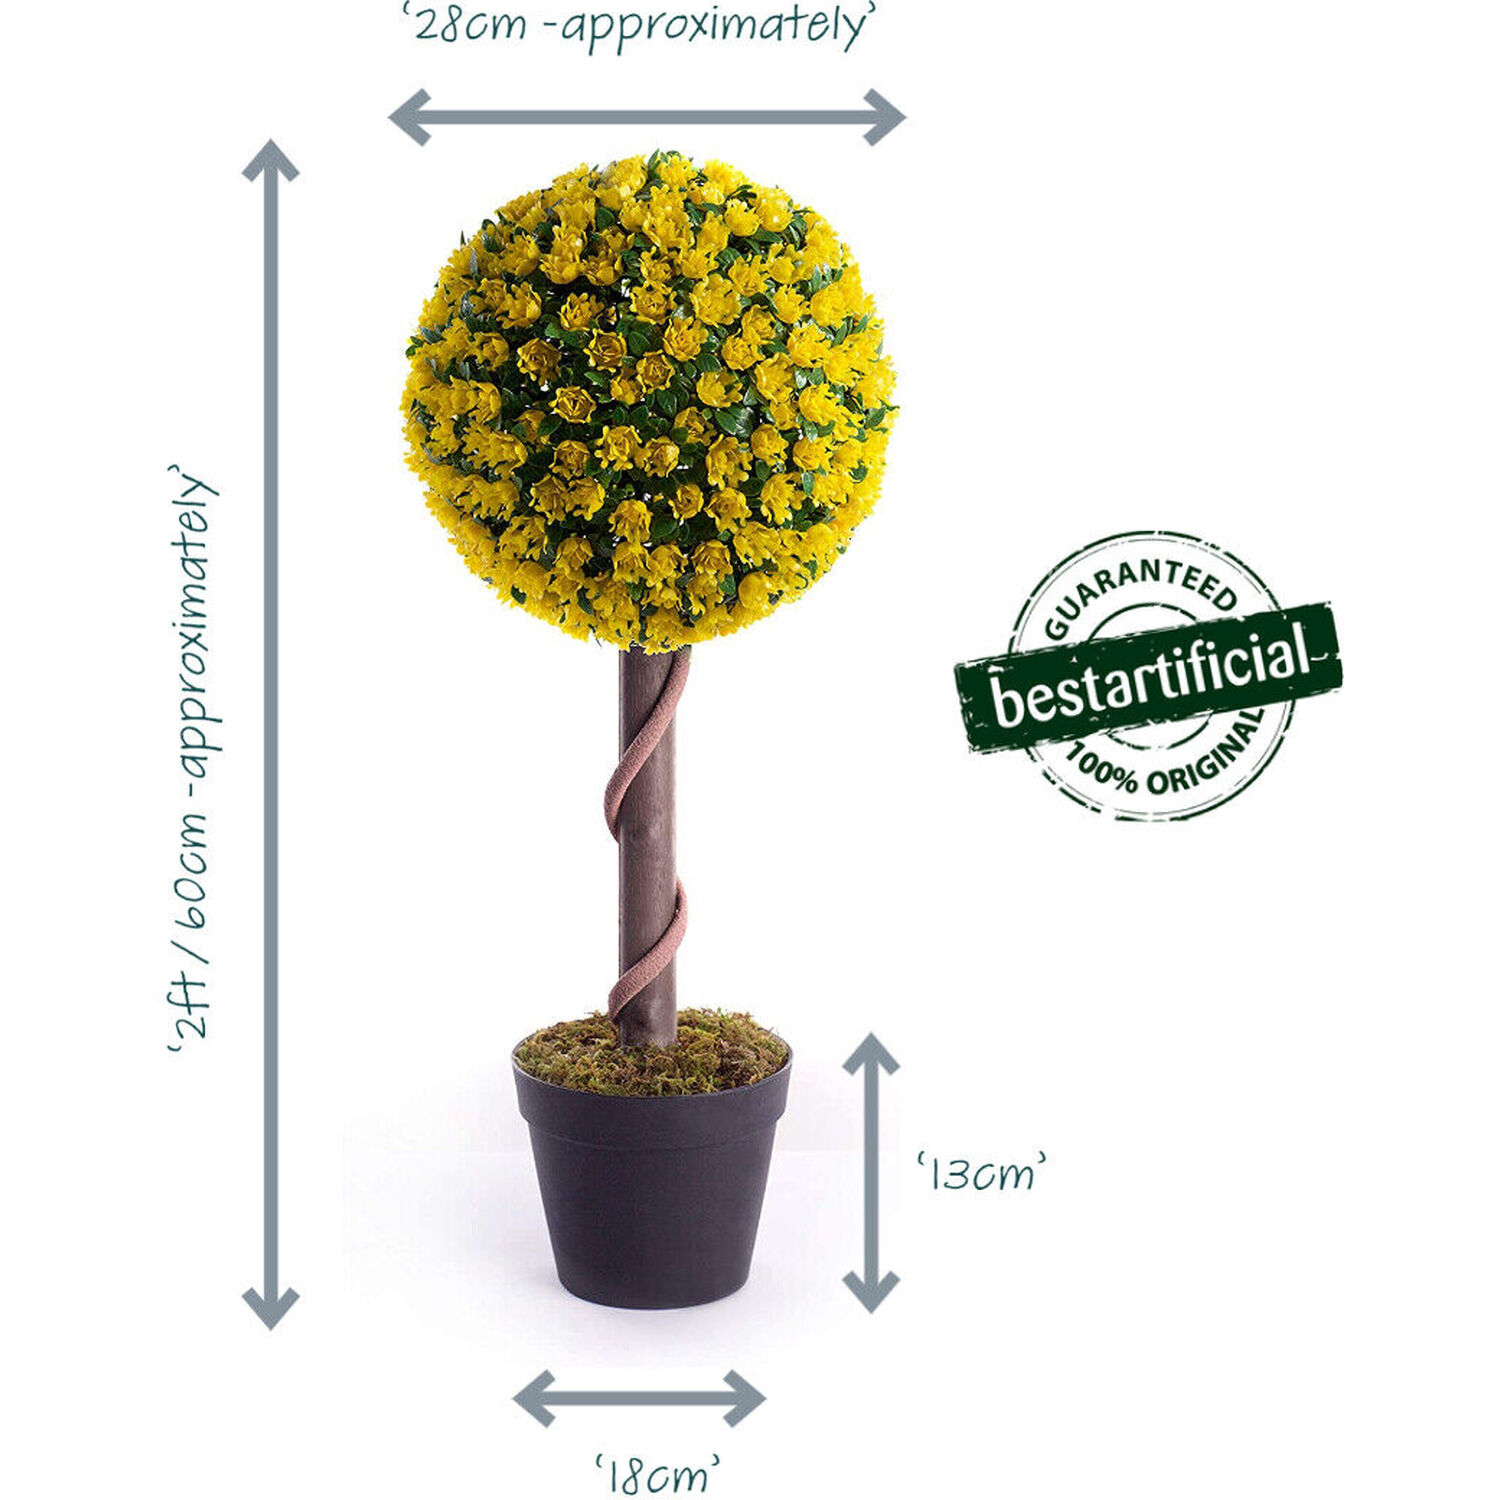 ‘28cm -approximately’
‘2ft / 60cm -approximately’
GUARANTEED
bestartificial
100% ORIGINAL
‘13cm’
‘18cm’